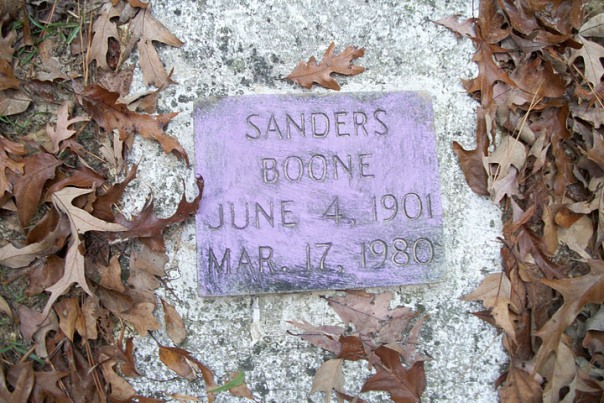 SANDERS
BOONE
JUNE 4, 1901
MAR. 17, 1980